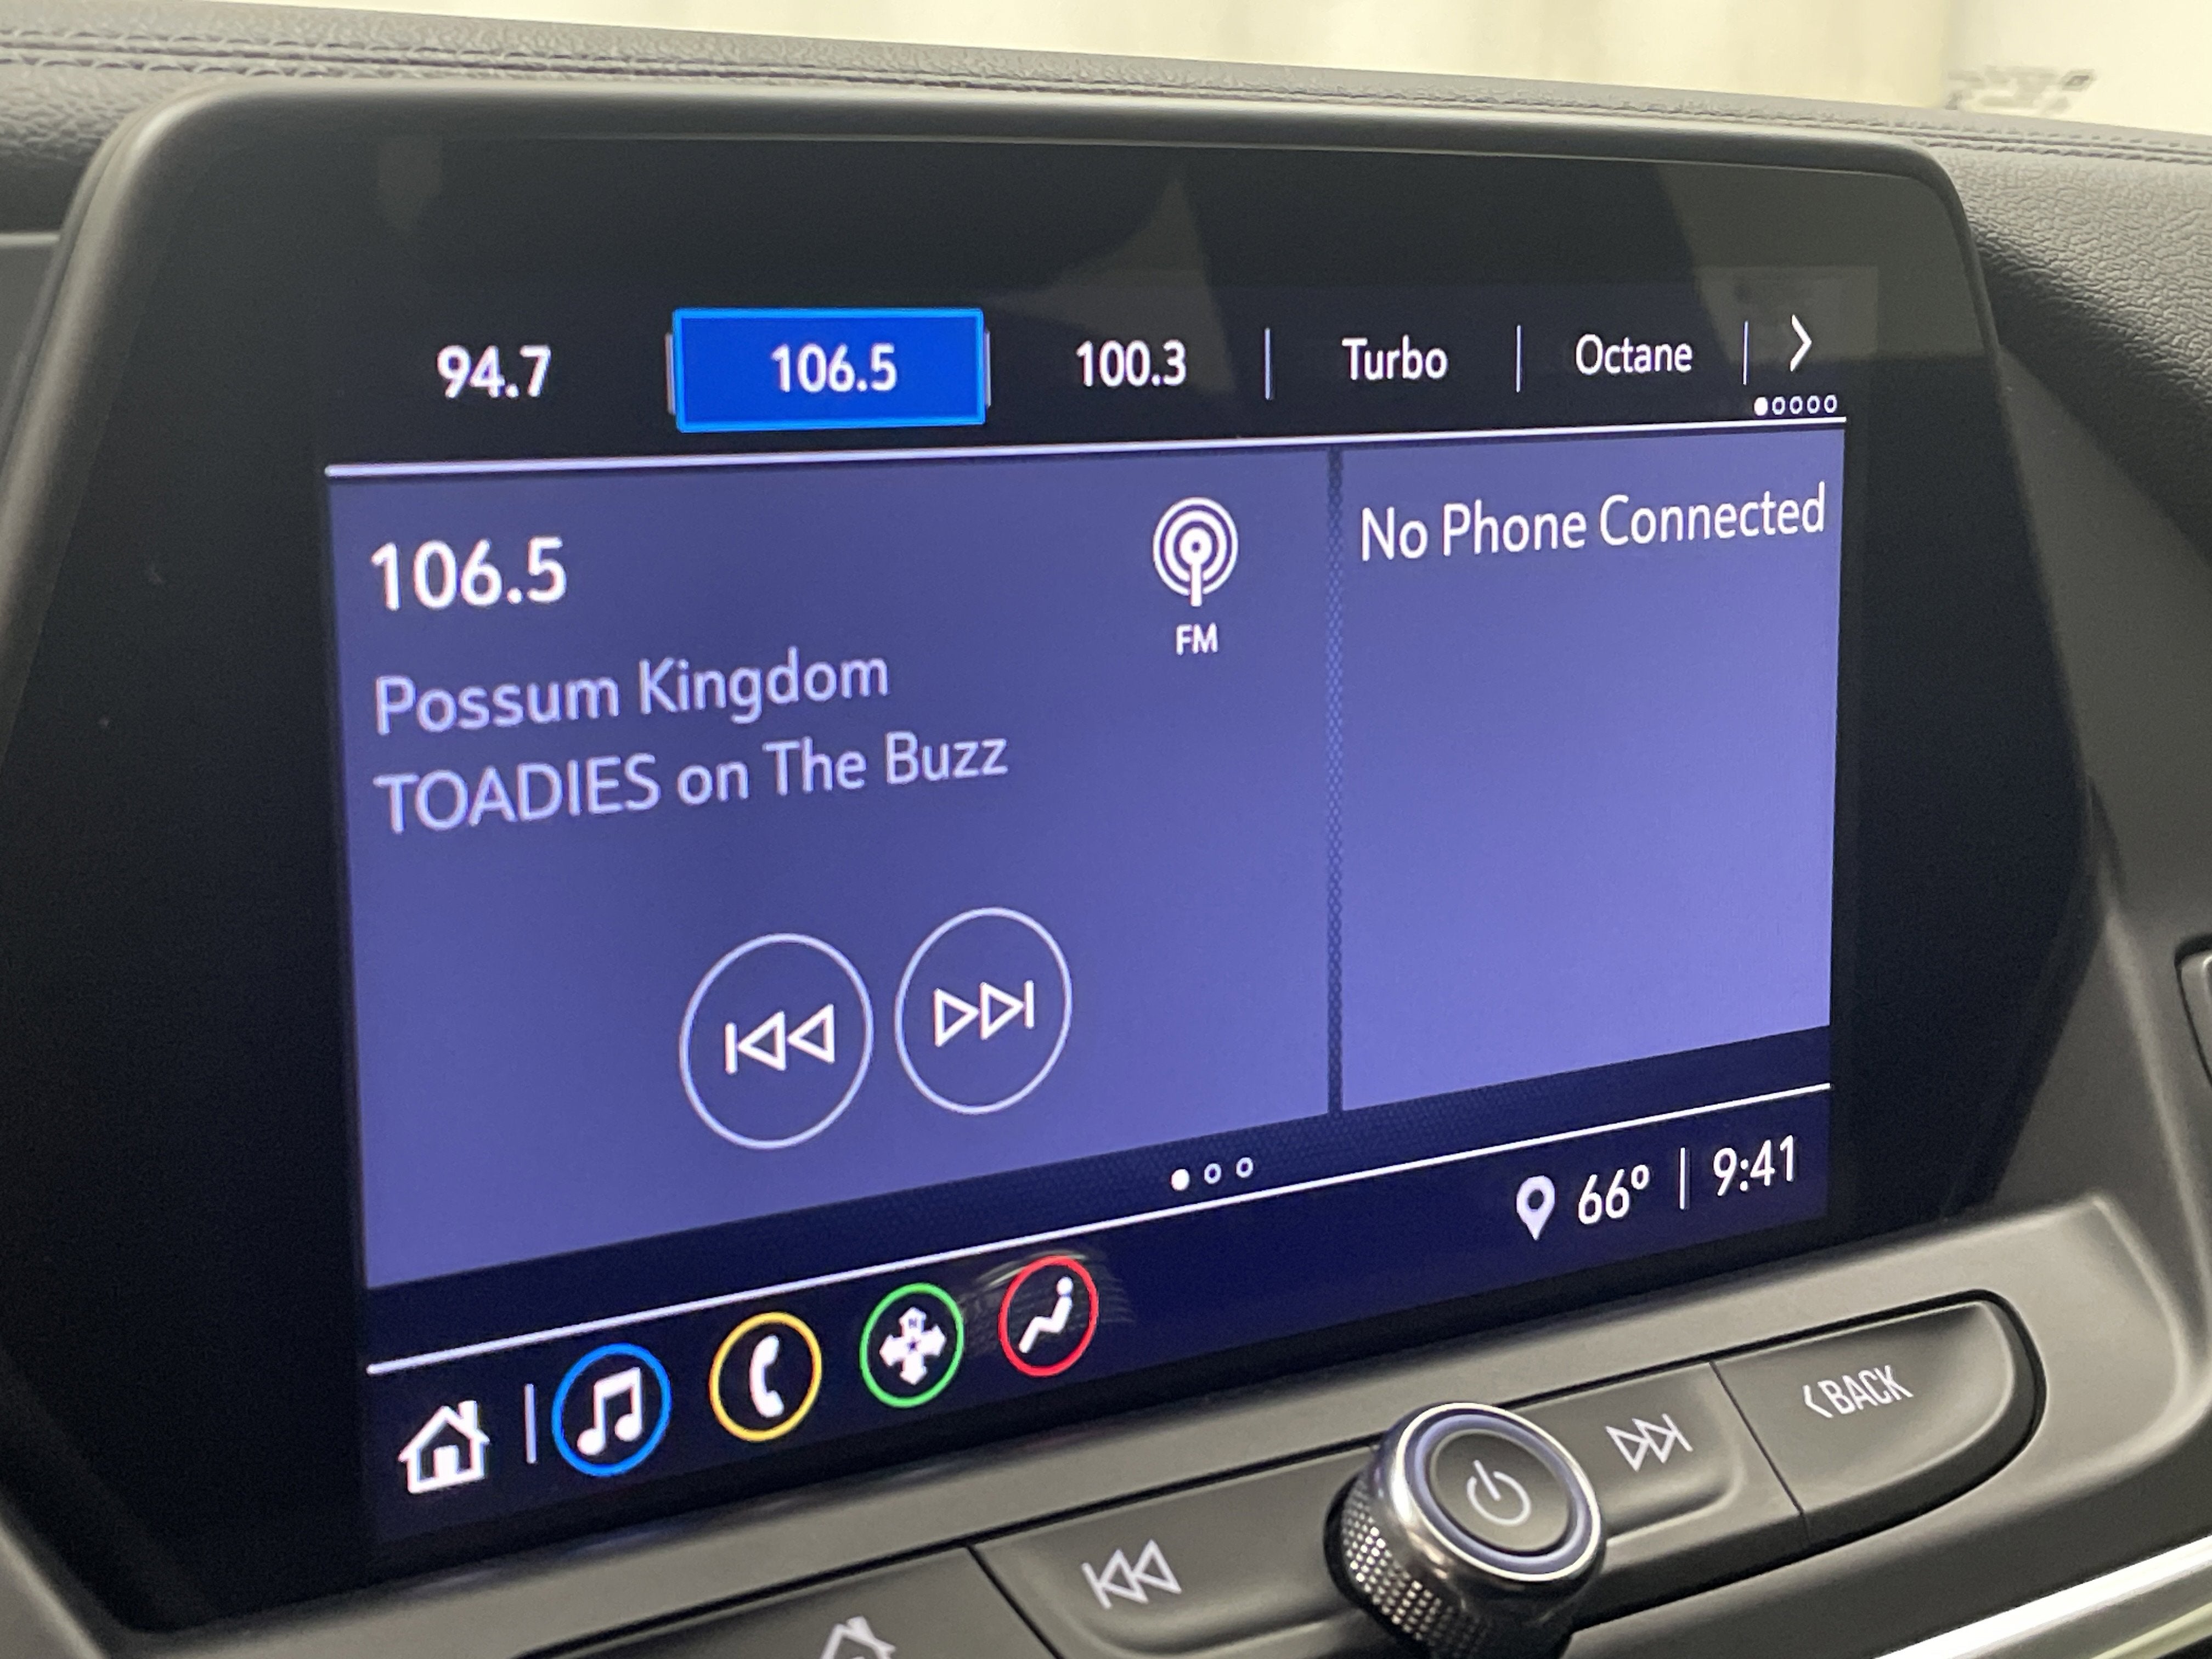 94.7 106.5 100.3 Turbo Octane
106.5
FM
Possum Kingdom
TOADIES on The Buzz
No Phone Connected
66° 9:41
BACK